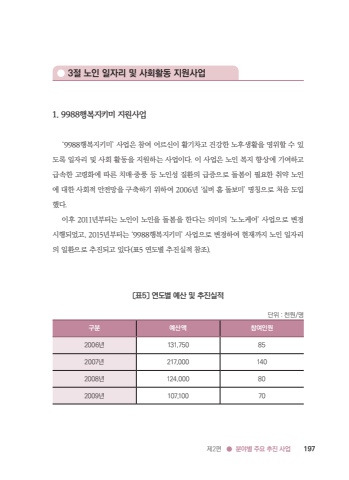 3절 노인 일자리 및 사회활동 지원사업
1. 9988행복지키미 지원사업
‘9988행복지키미’ 사업은 참여 어르신이 활기차고 건강한 노후생활을 영위할 수 있
도록 일자리 및 사회 활동을 지원하는 사업이다. 이 사업은 노인 복지 향상에 기여하고
급속한 고령화에 따른 치매·중풍 등 노인성 질환의 급증으로 돌봄이 필요한 취약 노인
에 대한 사회적 안전망을 구축하기 위하여 2006년 ‘실버 홈 돌보미’ 명칭으로 처음 도입
했다.
이후 2011년부터는 노인이 노인을 돌봄을 한다는 의미의 ‘노노케어’ 사업으로 변경
시행되었고, 2015년부터는 ‘9988행복지키미’ 사업으로 변경하여 현재까지 노인 일자리
의 일환으로 추진되고 있다(표5 연도별 추진실적 참조).
[표5] 연도별 예산 및 추진실적
단위 : 천원/명
구분 예산액 참여인원
2006년 131,750 85
2007년 217,000 140
2008년 124,000 80
2009년 107,100 70
제2편 ● 분야별 주요 추진 사업 197